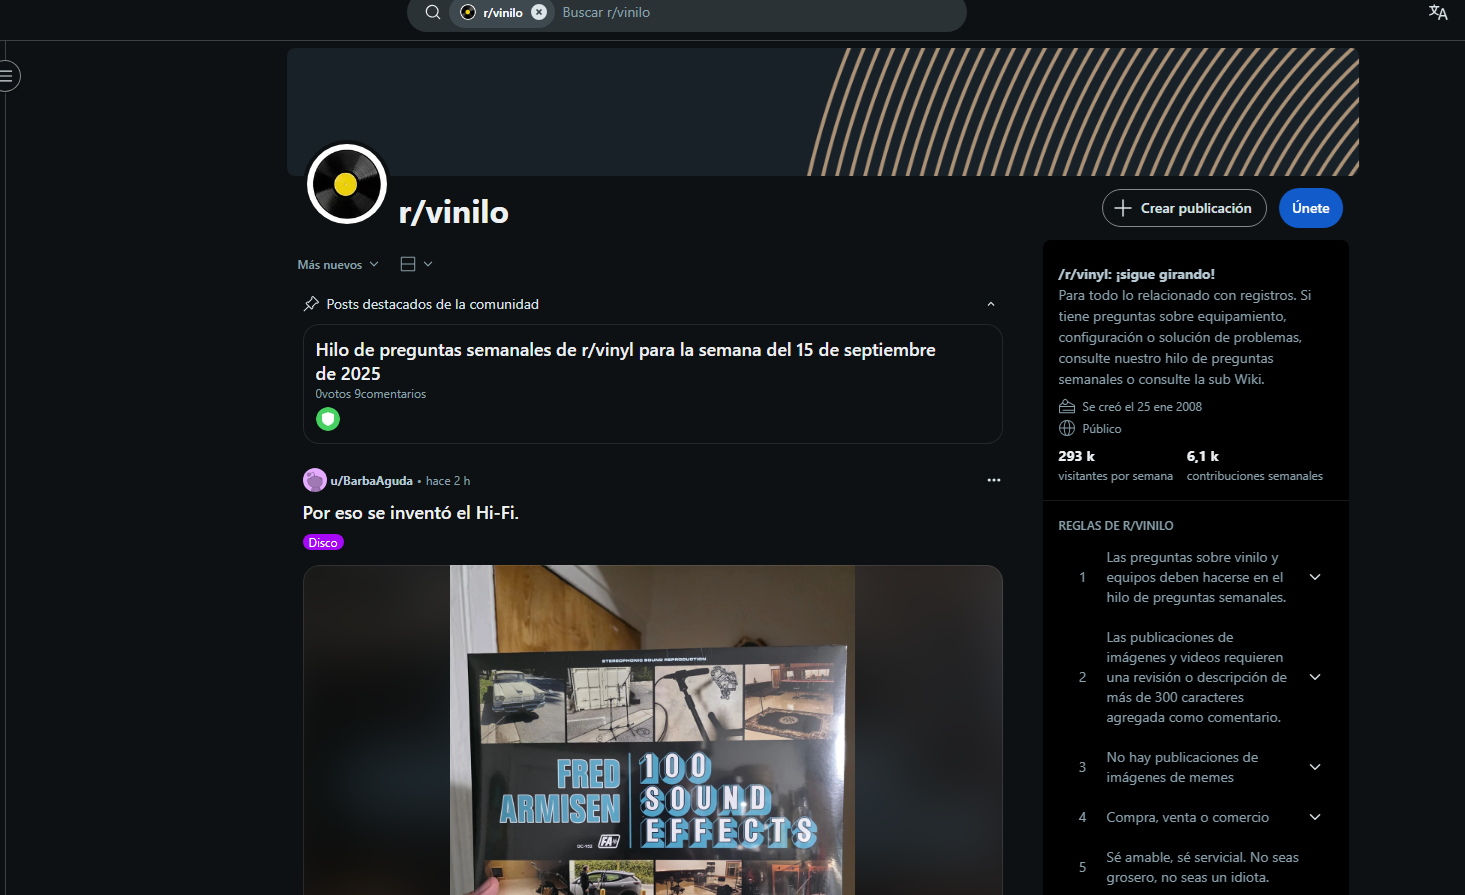 r/vinilo
Buscar r/vinilo
r/vinilo
Crear publicación
Únete
Más nuevos
Posts destacados de la comunidad
Hilo de preguntas semanales de r/vinyl para la semana del 15 de septiembre
de 2025
0votos 9comentarios
u/BarbaAguda • hace 2 h
Por eso se inventó el Hi-Fi.
Disco
STEREOPHONIC SOUND REPRODUCTION
FRED
ARMISEN
100
SOUND
EFFECTS
DC-952
FA
/r/vinyl: ¡sigue girando!
Para todo lo relacionado con registros. Si
tiene preguntas sobre equipamiento,
configuración o solución de problemas,
consulte nuestro hilo de preguntas
semanales o consulte la sub Wiki.
Se creó el 25 ene 2008
Público
293 k
visitantes por semana
6,1 k
contribuciones semanales
REGLAS DE R/VINILO
1
Las preguntas sobre vinilo y
equipos deben hacerse en el
hilo de preguntas semanales.
2
Las publicaciones de
imágenes y videos requieren
una revisión o descripción de
más de 300 caracteres
agregada como comentario.
3
No hay publicaciones de
imágenes de memes
4
Compra, venta o comercio
5
Sé amable, sé servicial. No seas
grosero, no seas un idiota.